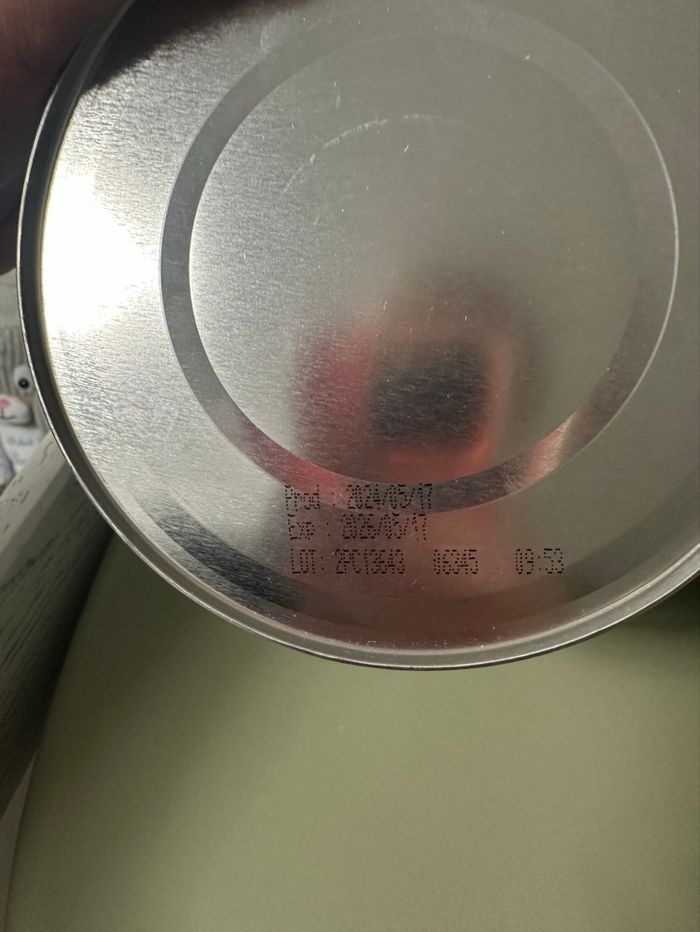 Prod : 2024/05/17
Exp : 2026/05/17
LOT: 2PC13643 06345 09:53